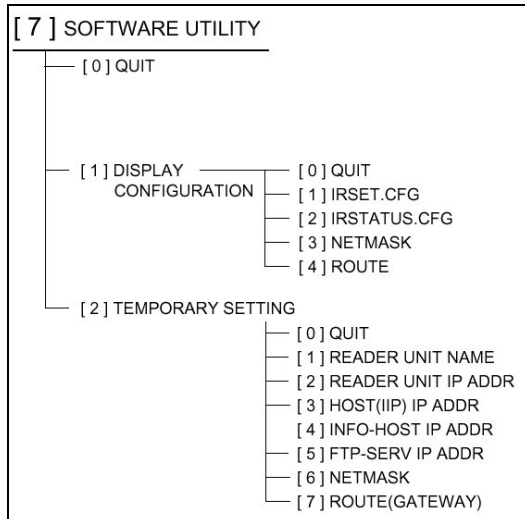 [ 7 ] SOFTWARE UTILITY
[ 0 ] QUIT
[ 1 ] DISPLAY
CONFIGURATION
[ 0 ] QUIT
[ 1 ] IRSET.CFG
[ 2 ] IRSTATUS.CFG
[ 3 ] NETMASK
[ 4 ] ROUTE
[ 2 ] TEMPORARY SETTING
[ 0 ] QUIT
[ 1 ] READER UNIT NAME
[ 2 ] READER UNIT IP ADDR
[ 3 ] HOST(IIP) IP ADDR
[ 4 ] INFO-HOST IP ADDR
[ 5 ] FTP-SERV IP ADDR
[ 6 ] NETMASK
[ 7 ] ROUTE(GATEWAY)